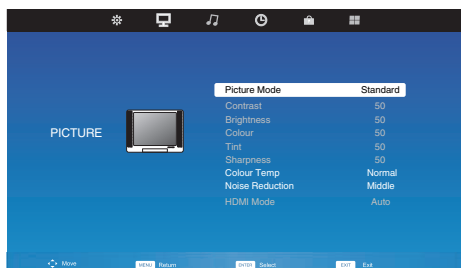 PICTURE
Picture Mode Standard
Contrast 50
Brightness 50
Colour 50
Tint 50
Sharpness 50
Colour Temp Normal
Noise Reduction Middle
HDMI Mode Auto
Move MENU Return ENTER Select EXIT Exit